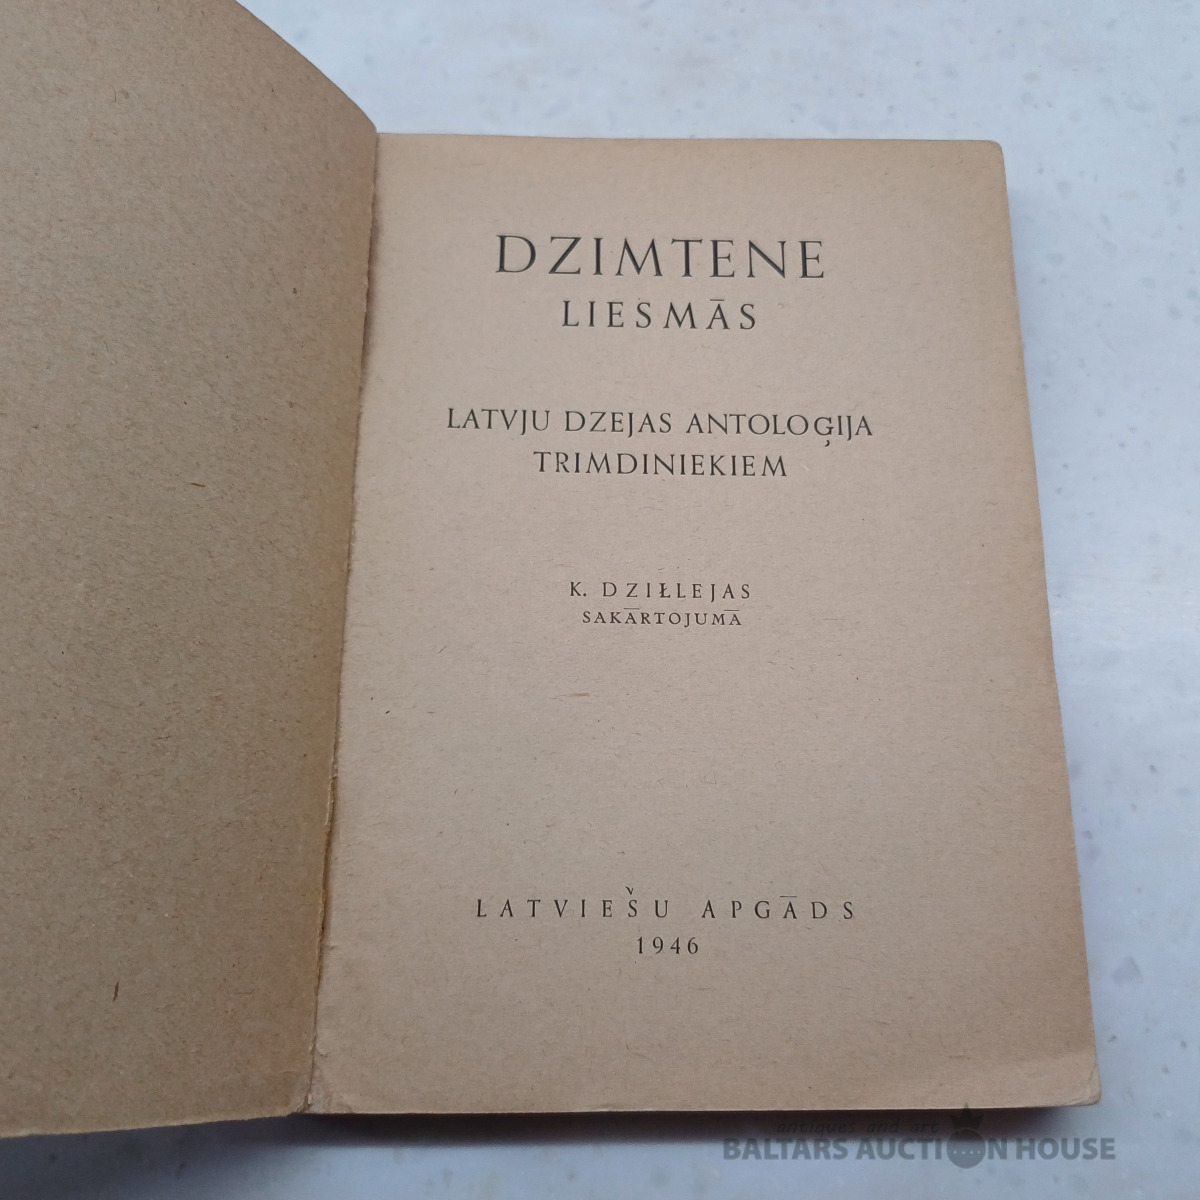 DZIMTENE
LIESMĀS
LATVJU DZEJAS ANTOLOĢIJA
TRIMDINIEKIEM
K. DZIĻLEJAS
SAKĀRTOJUMĀ
LATVIEŠU APGĀDS
1946
antiques and art
BALTARS AUCTION HOUSE